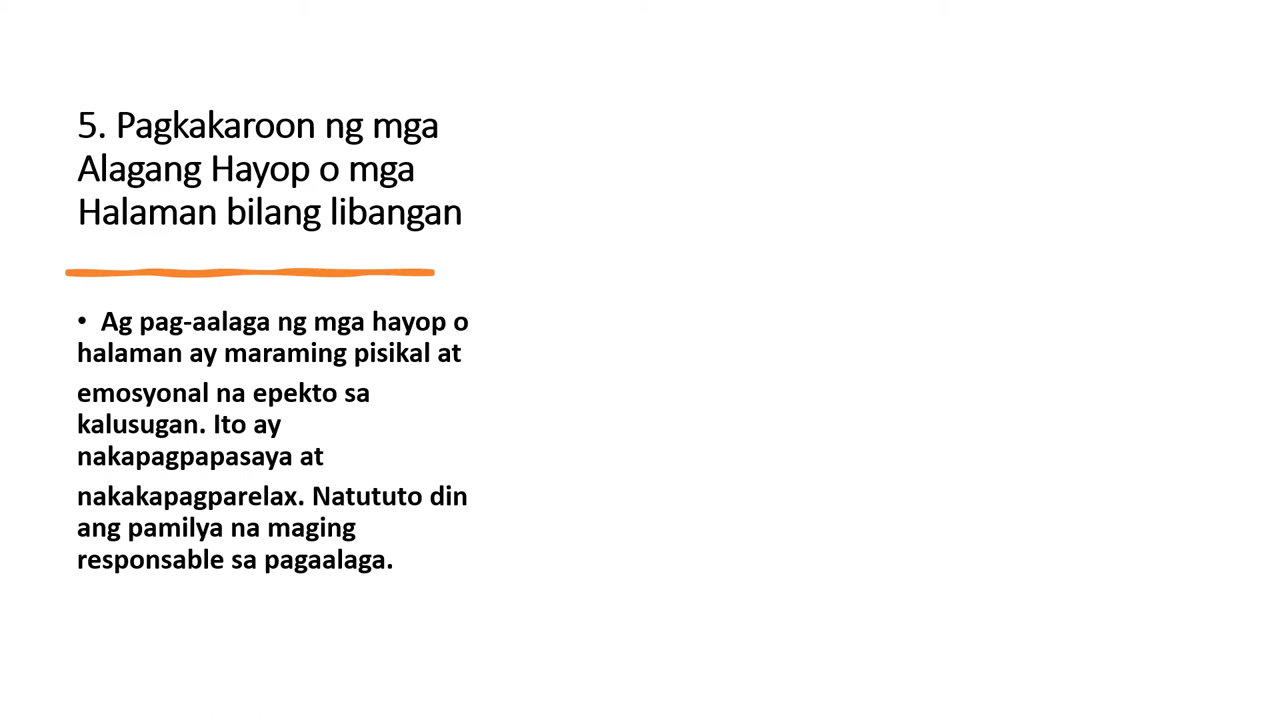 5. Pagkakaroon ng mga
Alagang Hayop o mga
Halaman bilang libangan
• Ag pag-aalaga ng mga hayop o
halaman ay maraming pisikal at
emosyonal na epekto sa
kalusugan. Ito ay
nakapagpapasaya at
nakakapagparelax. Natututo din
ang pamilya na maging
responsable sa pagaalaga.